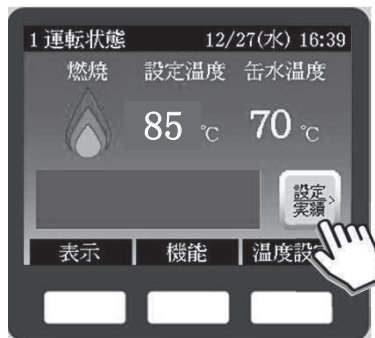 1 運転状態 12/27(水) 16:39
燃焼 設定温度 缶水温度
85 ℃ 70 ℃
設定
実績
表示 機能 温度設